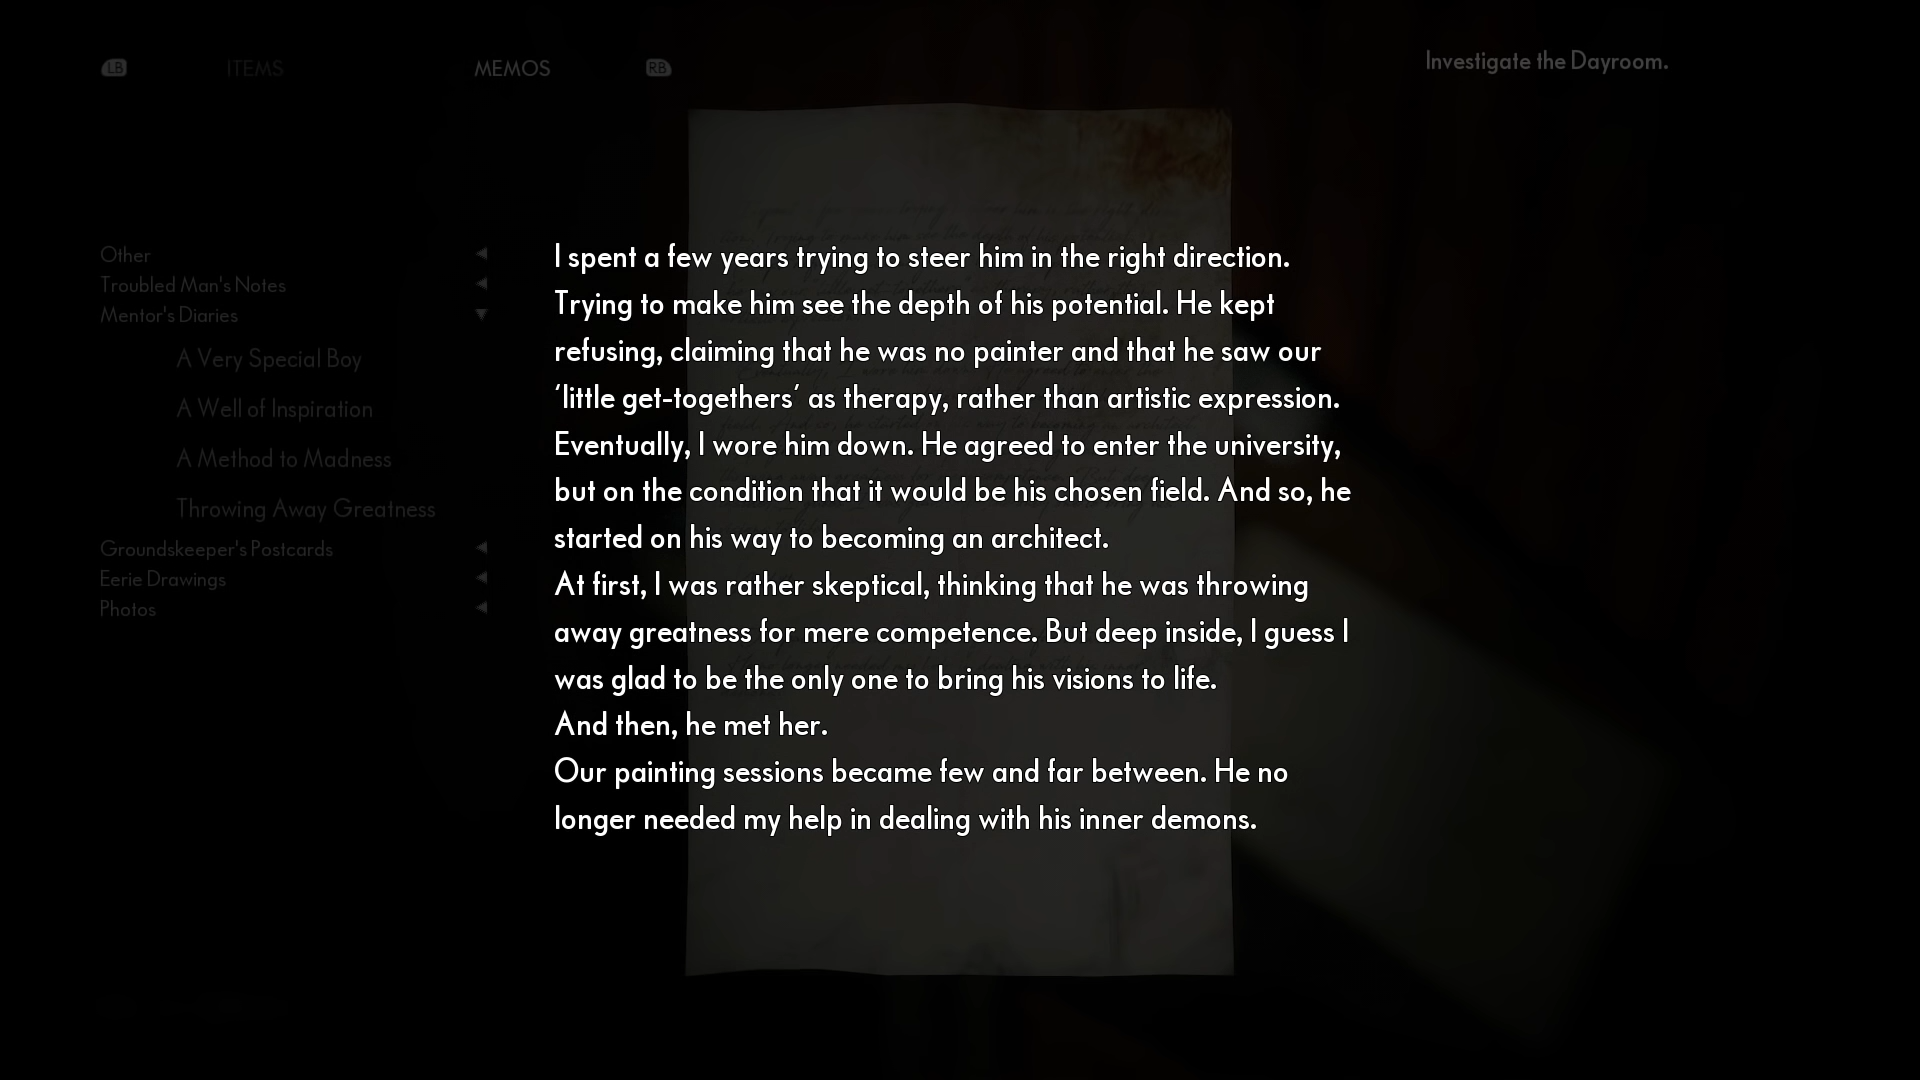 LB ITEMS MEMOS RB
Investigate the Dayroom.
Other
Troubled Man's Notes
Mentor's Diaries
A Very Special Boy
A Well of Inspiration
A Method to Madness
Throwing Away Greatness
Groundskeeper's Postcards
Eerie Drawings
Photos
I spent a few years trying to steer him in the right direction.
Trying to make him see the depth of his potential. He kept
refusing, claiming that he was no painter and that he saw our
‘little get-togethers’ as therapy, rather than artistic expression.
Eventually, I wore him down. He agreed to enter the university,
but on the condition that it would be his chosen field. And so, he
started on his way to becoming an architect.
At first, I was rather skeptical, thinking that he was throwing
away greatness for mere competence. But deep inside, I guess I
was glad to be the only one to bring his visions to life.
And then, he met her.
Our painting sessions became few and far between. He no
longer needed my help in dealing with his inner demons.